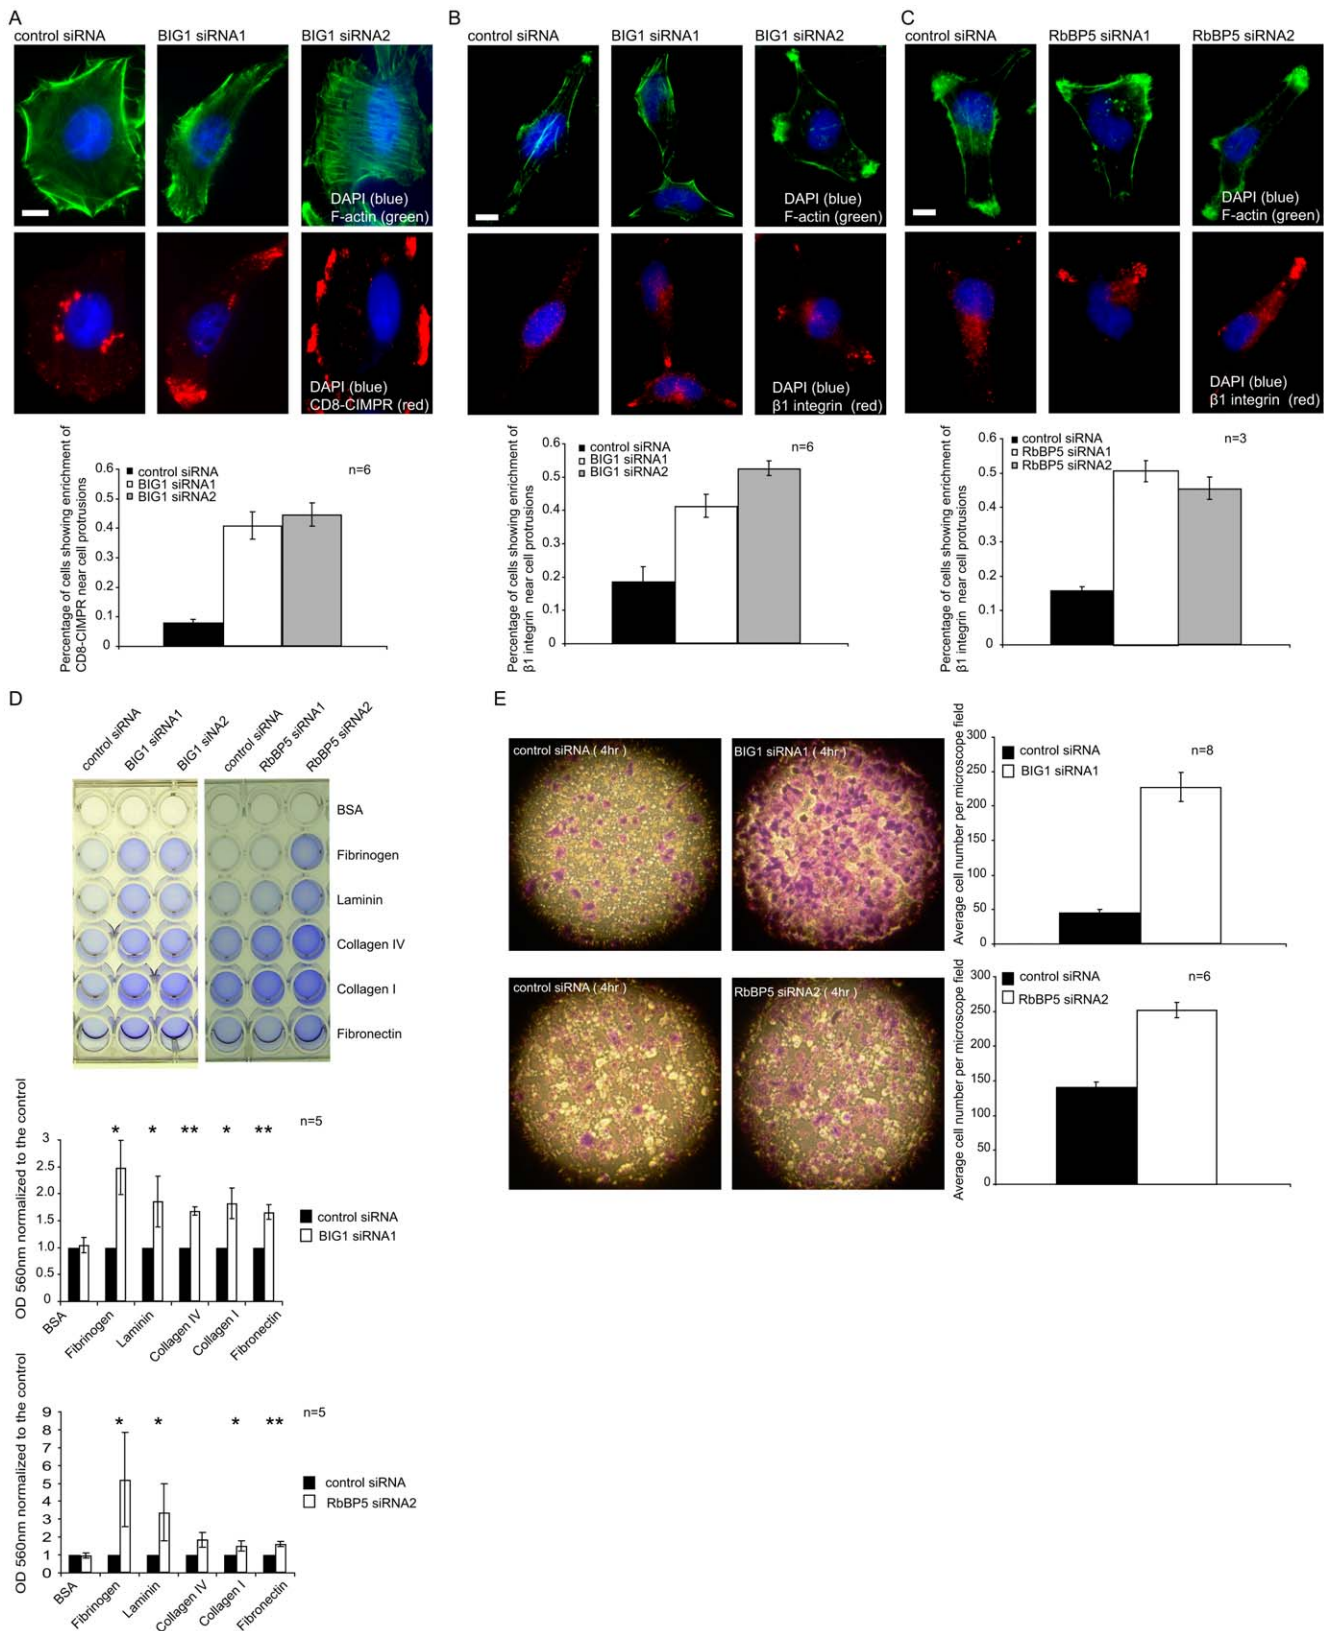 A
control siRNA
BIG1 siRNA1
BIG1 siRNA2
DAPI (blue)
F-actin (green)
DAPI (blue)
CD8-CIMPR (red)
Percentage of cells showing enrichment of
CD8-CIMPR near cell protrusions
0.6
0.5
0.4
0.3
0.2
0.1
0
control siRNA
BIG1 siRNA1
BIG1 siRNA2
n=6
B
control siRNA
BIG1 siRNA1
BIG1 siRNA2
DAPI (blue)
F-actin (green)
DAPI (blue)
β1 integrin (red)
Percentage of cells showing enrichment of
β1 integrin near cell protrusions
0.6
0.5
0.4
0.3
0.2
0.1
0
control siRNA
BIG1 siRNA1
BIG1 siRNA2
n=6
C
control siRNA
RbBP5 siRNA1
RbBP5 siRNA2
DAPI (blue)
F-actin (green)
DAPI (blue)
β1 integrin (red)
Percentage of cells showing enrichment of
β1 integrin near cell protrusions
0.6
0.5
0.4
0.3
0.2
0.1
0
control siRNA
RbBP5 siRNA1
RbBP5 siRNA2
n=3
D
control siRNA
BIG1 siRNA1
BIG1 siNA2
control siRNA
RbBP5 siRNA1
RbBP5 siRNA2
BSA
Fibrinogen
Laminin
Collagen IV
Collagen I
Fibronectin
OD 560nm normalized to the control
3
2.5
2.0
1.5
1.0
0.5
0
* * ** * **
n=5
control siRNA
BIG1 siRNA1
BSA
Fibrinogen
Laminin
Collagen IV
Collagen I
Fibronectin
OD 560nm normalized to the control
9
8
7
6
5
4
3
2
1
0
* * * **
n=5
control siRNA
RbBP5 siRNA2
BSA
Fibrinogen
Laminin
Collagen IV
Collagen I
Fibronectin
E
control siRNA ( 4hr )
BIG1 siRNA1 ( 4hr )
Average cell number per microscope field
300
250
200
150
100
50
0
control siRNA
BIG1 siRNA1
n=8
control siRNA ( 4hr )
RbBP5 siRNA2 ( 4hr )
Average cell number per microscope field
300
250
200
150
100
50
0
control siRNA
RbBP5 siRNA2
n=6